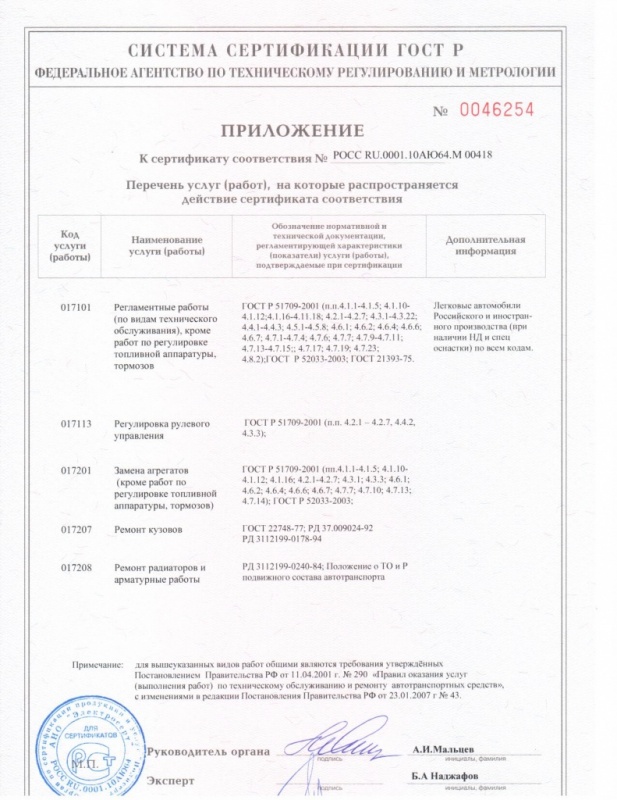 СИСТЕМА СЕРТИФИКАЦИИ ГОСТ Р
ФЕДЕРАЛЬНОЕ АГЕНТСТВО ПО ТЕХНИЧЕСКОМУ РЕГУЛИРОВАНИЮ И МЕТРОЛОГИИ
№ 0046254
ПРИЛОЖЕНИЕ
К сертификату соответствия № РОСС RU.0001.10АЮ64.М 00418
Перечень услуг (работ), на которые распространяется
действие сертификата соответствия
Код
услуги
(работы)
Наименование
услуги (работы)
Обозначение нормативной и
технической документации,
регламентирующей характеристики
(показатели) услуги (работы),
подтверждаемые при сертификации
Дополнительная
информация
017101
Регламентные работы
(по видам технического
обслуживания), кроме
работ по регулировке
топливной аппаратуры,
тормозов
ГОСТ Р 51709-2001 (п.п.4.1.1-4.1.5; 4.1.10-
4.1.12;4.1.16-4.11.18; 4.2.1-4.2.7; 4.3.1-4.3.22;
4.4.1-4.4.3; 4.5.1-4.5.8; 4.6.1; 4.6.2; 4.6.4; 4.6.6;
4.6.7; 4.7.1-4.7.4; 4.7.6; 4.7.7; 4.7.9-4.7.11;
4.7.13-4.7.15;; 4.7.17; 4.7.19; 4.7.23;
4.8.2);ГОСТ Р 52033-2003; ГОСТ 21393-75.
Легковые автомобили
Российского и иностран-
ного производства (при
наличии НД и спец
оснастки) по всем кодам.
017113
Регулировка рулевого
управления
ГОСТ Р 51709-2001 (п.п. 4.2.1 – 4.2.7, 4.4.2,
4.3.3);
017201
Замена агрегатов
(кроме работ по
регулировке топливной
аппаратуры, тормозов)
ГОСТ Р 51709-2001 (пп.4.1.1-4.1.5; 4.1.10-
4.1.12; 4.1.16; 4.2.1-4.2.7; 4.3.1; 4.3.3; 4.6.1;
4.6.2; 4.6.4; 4.6.6; 4.6.7; 4.7.7; 4.7.10; 4.7.13;
4.7.14); ГОСТ Р 52033-2003;
017207
Ремонт кузовов
ГОСТ 22748-77; РД 37.009024-92
РД 3112199-0178-94
017208
Ремонт радиаторов и
арматурные работы
РД 3112199-0240-84; Положение о ТО и Р
подвижного состава автотранспорта
Примечание: для вышеуказанных видов работ общими являются требования утверждённых
Постановлением Правительства РФ от 11.04.2001 г. № 290 «Правил оказания услуг
(выполнения работ) по техническому обслуживанию и ремонту автотранспортных средств»,
с изменениями в редакции Постановления Правительства РФ от 23.01.2007 г № 43.
ДЛЯ
СЕРТИФИКАТОВ
М.П.
Руководитель органа
подпись
А.И.Мальцев
инициалы, фамилия
Эксперт
подпись
Б.А Наджафов
инициалы, фамилия